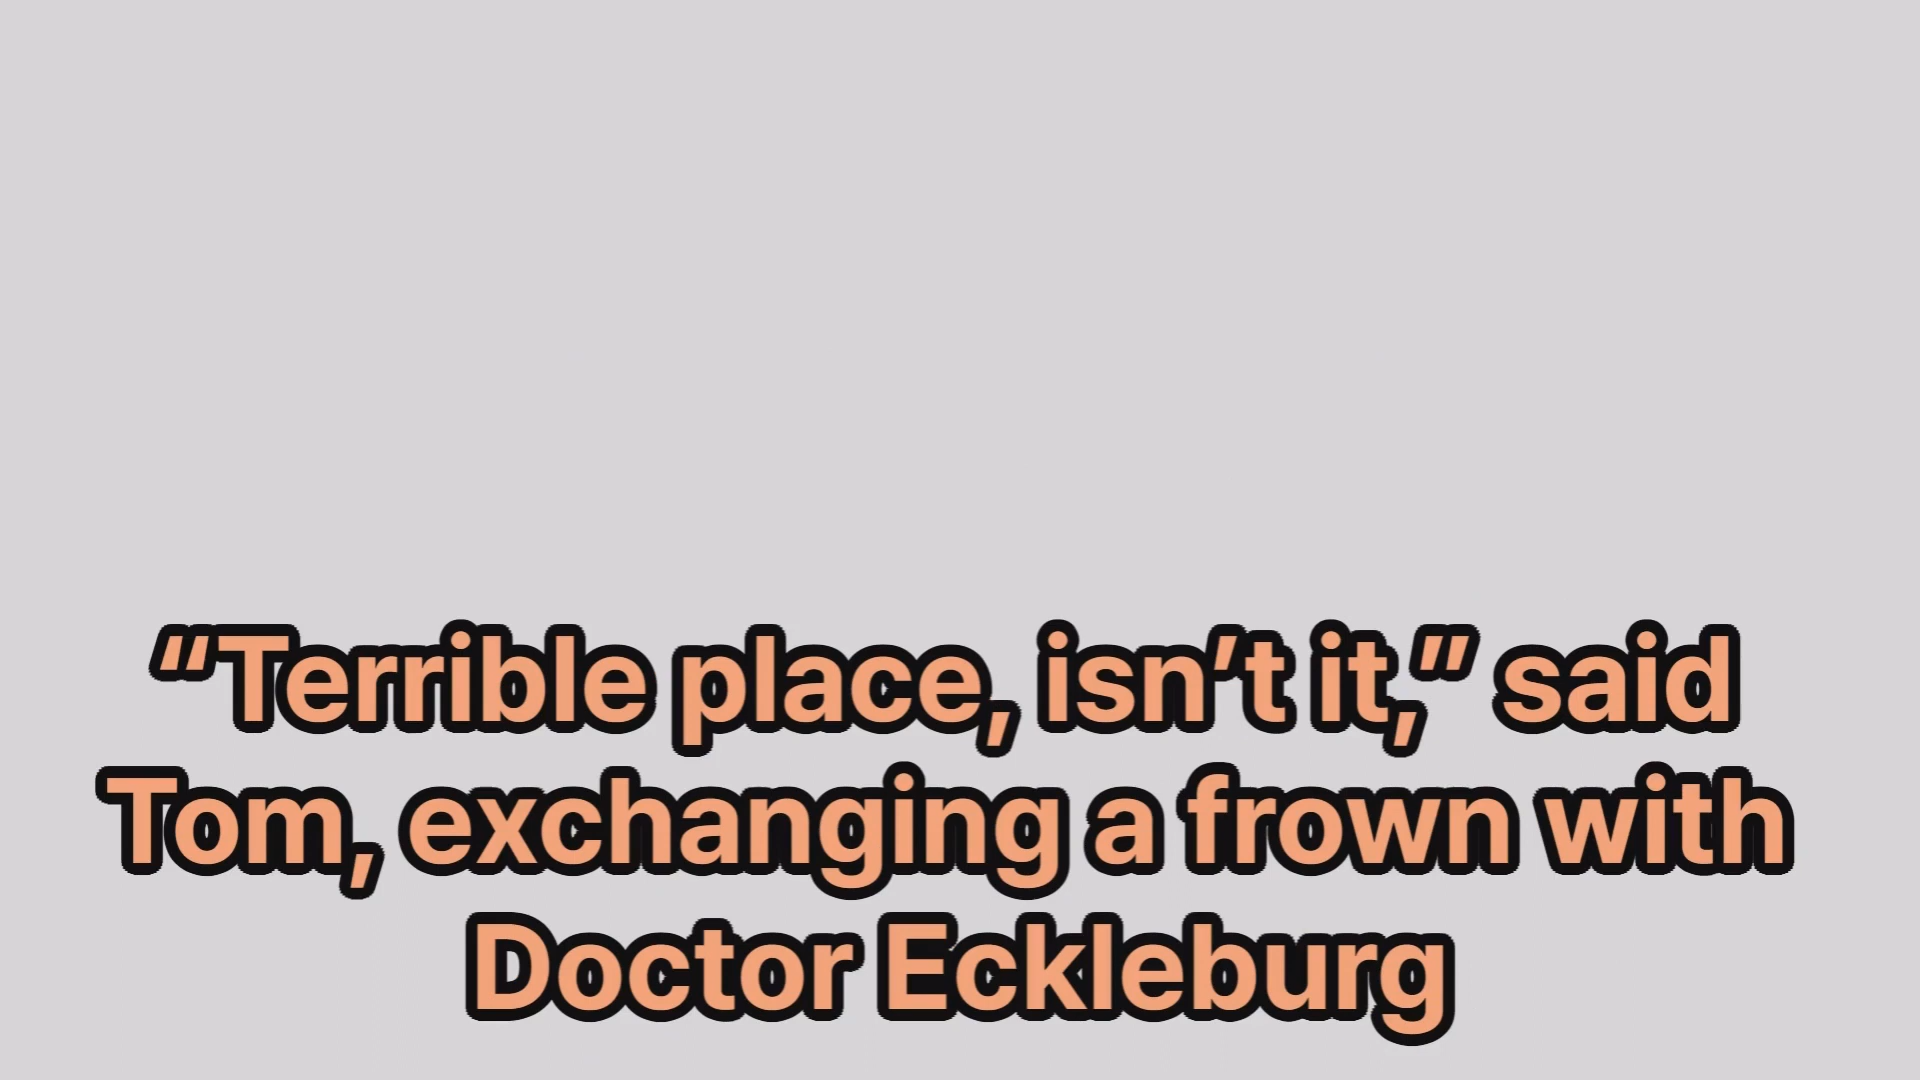 “Terrible place, isn’t it,” said
Tom, exchanging a frown with
Doctor Eckleburg